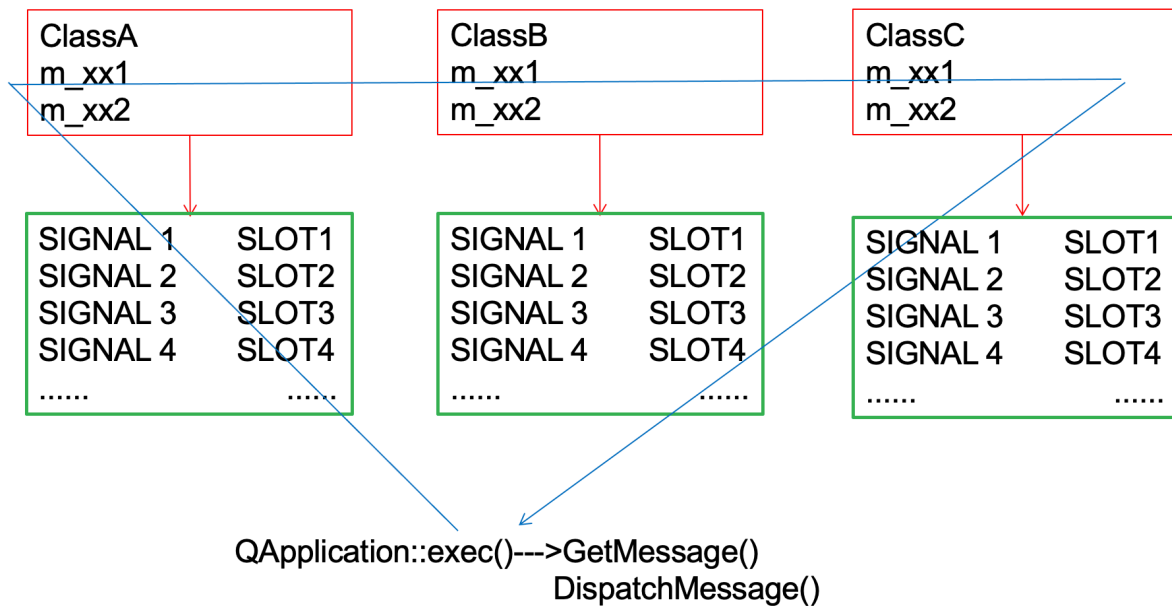 ClassA
m_xx1
m_xx2
ClassB
m_xx1
m_xx2
ClassC
m_xx1
m_xx2
SIGNAL 1 SLOT1
SIGNAL 2 SLOT2
SIGNAL 3 SLOT3
SIGNAL 4 SLOT4
...... ......
SIGNAL 1 SLOT1
SIGNAL 2 SLOT2
SIGNAL 3 SLOT3
SIGNAL 4 SLOT4
...... ......
SIGNAL 1 SLOT1
SIGNAL 2 SLOT2
SIGNAL 3 SLOT3
SIGNAL 4 SLOT4
...... ......
QApplication::exec()--->GetMessage()
DispatchMessage()